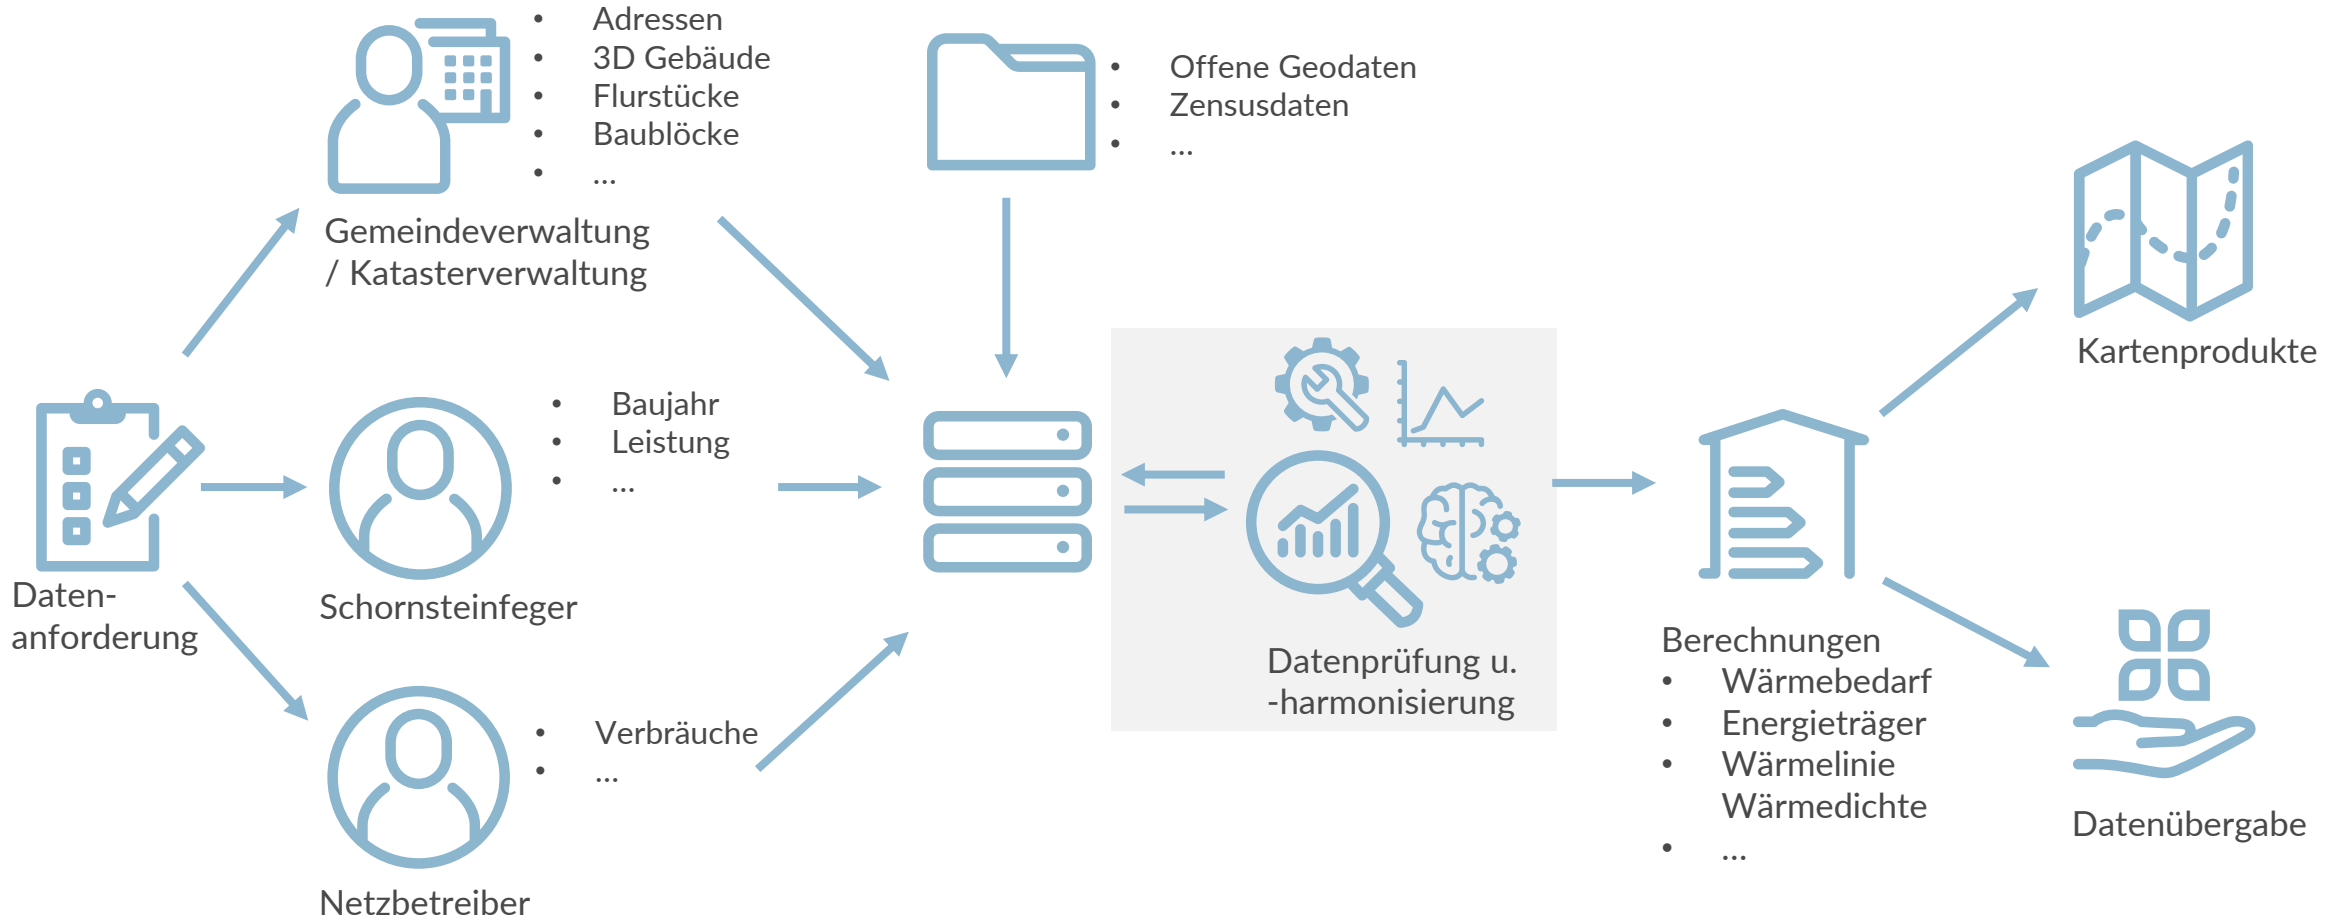 • Adressen
• 3D Gebäude
• Flurstücke
• Baublöcke
• ...
Gemeindeverwaltung
/ Katasterverwaltung
• Offene Geodaten
• Zensusdaten
• ...
Daten-
anforderung
• Baujahr
• Leistung
• ...
Schornsteinfeger
• Verbräuche
• ...
Netzbetreiber
Datenprüfung u.
-harmonisierung
Berechnungen
• Wärmebedarf
• Energieträger
• Wärmelinie
Wärmedichte
• ...
Kartenprodukte
Datenübergabe